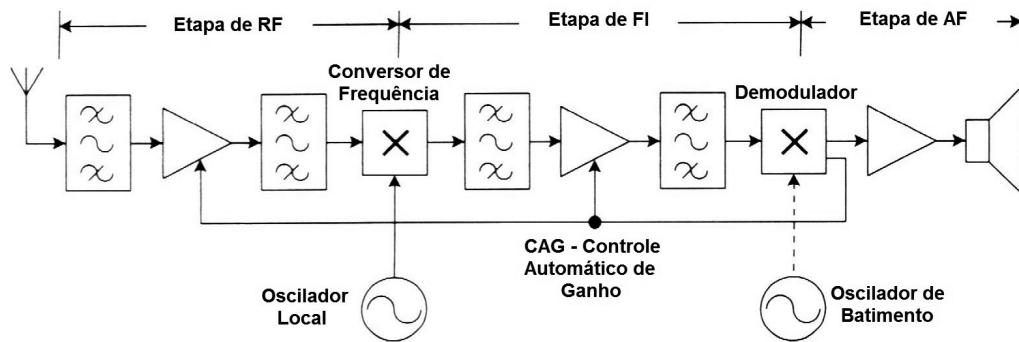 Etapa de RF
Etapa de FI
Etapa de AF
Conversor de
Frequência
Demodulador
CAG - Controle
Automático de
Ganho
Oscilador
Local
Oscilador de
Batimento